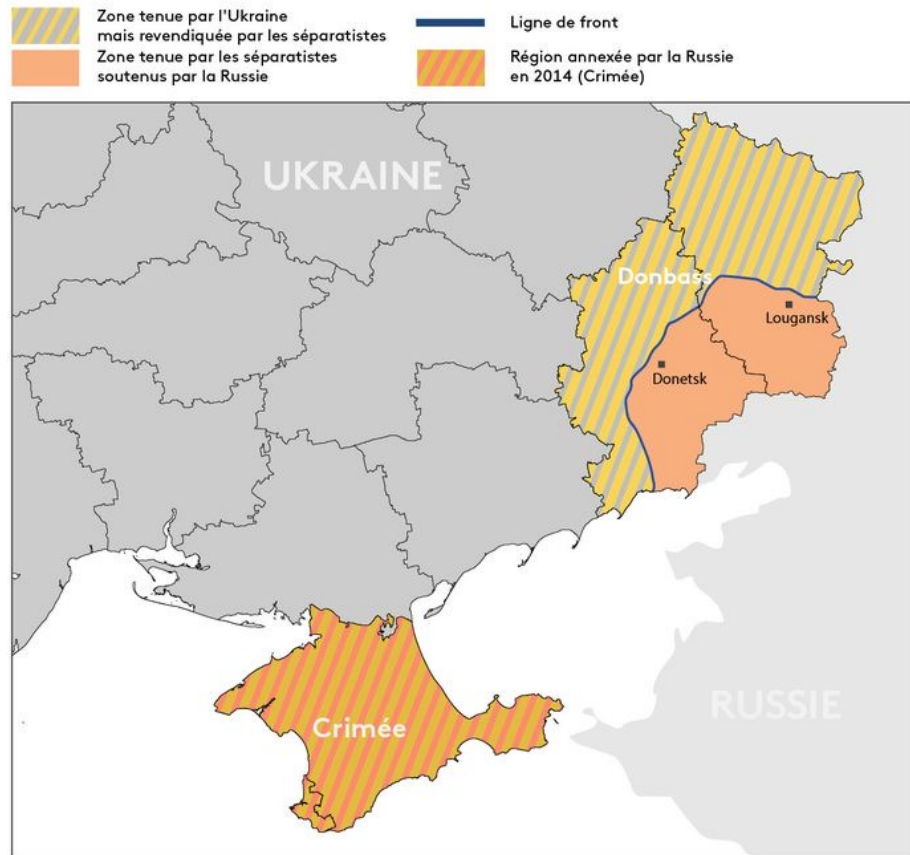 Zone tenue par l'Ukraine
mais revendiquée par les séparatistes
Zone tenue par les séparatistes
soutenus par la Russie
Ligne de front
Région annexée par la Russie
en 2014 (Crimée)
UKRAINE
Donbass
Lougansk
Donetsk
RUSSIE
Crimée